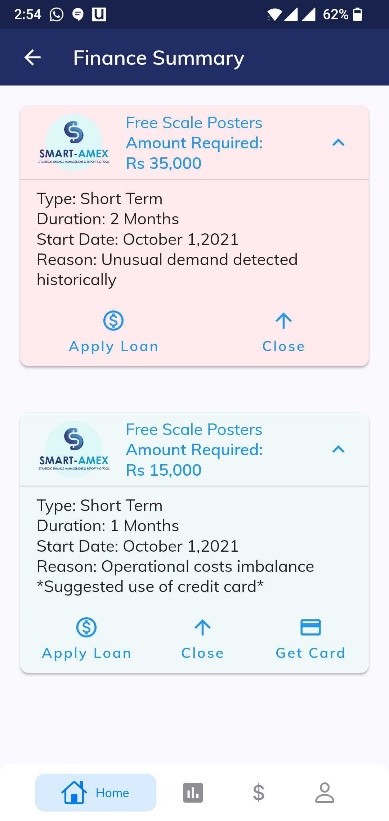 2:54
62%
Finance Summary
Free Scale Posters
Amount Required:
Rs 35,000
SMART-AMEX
Type: Short Term
Duration: 2 Months
Start Date: October 1,2021
Reason: Unusual demand detected
historically
Apply Loan
Close
Free Scale Posters
Amount Required:
Rs 15,000
SMART-AMEX
Type: Short Term
Duration: 1 Months
Start Date: October 1,2021
Reason: Operational costs imbalance
*Suggested use of credit card*
Apply Loan
Close
Get Card
Home